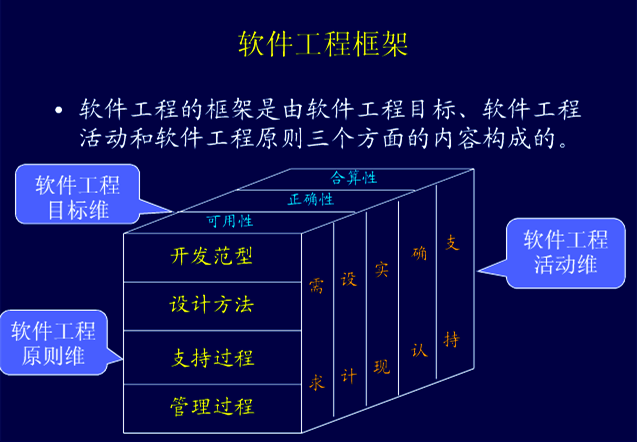 软件工程框架
• 软件工程的框架是由软件工程目标、软件工程
活动和软件工程原则三个方面的内容构成的。
软件工程
目标维
合算性
正确性
可用性
开发范型
设计方法
支持过程
管理过程
需求
设计
实现
确认
支持
软件工程
活动维
软件工程
原则维